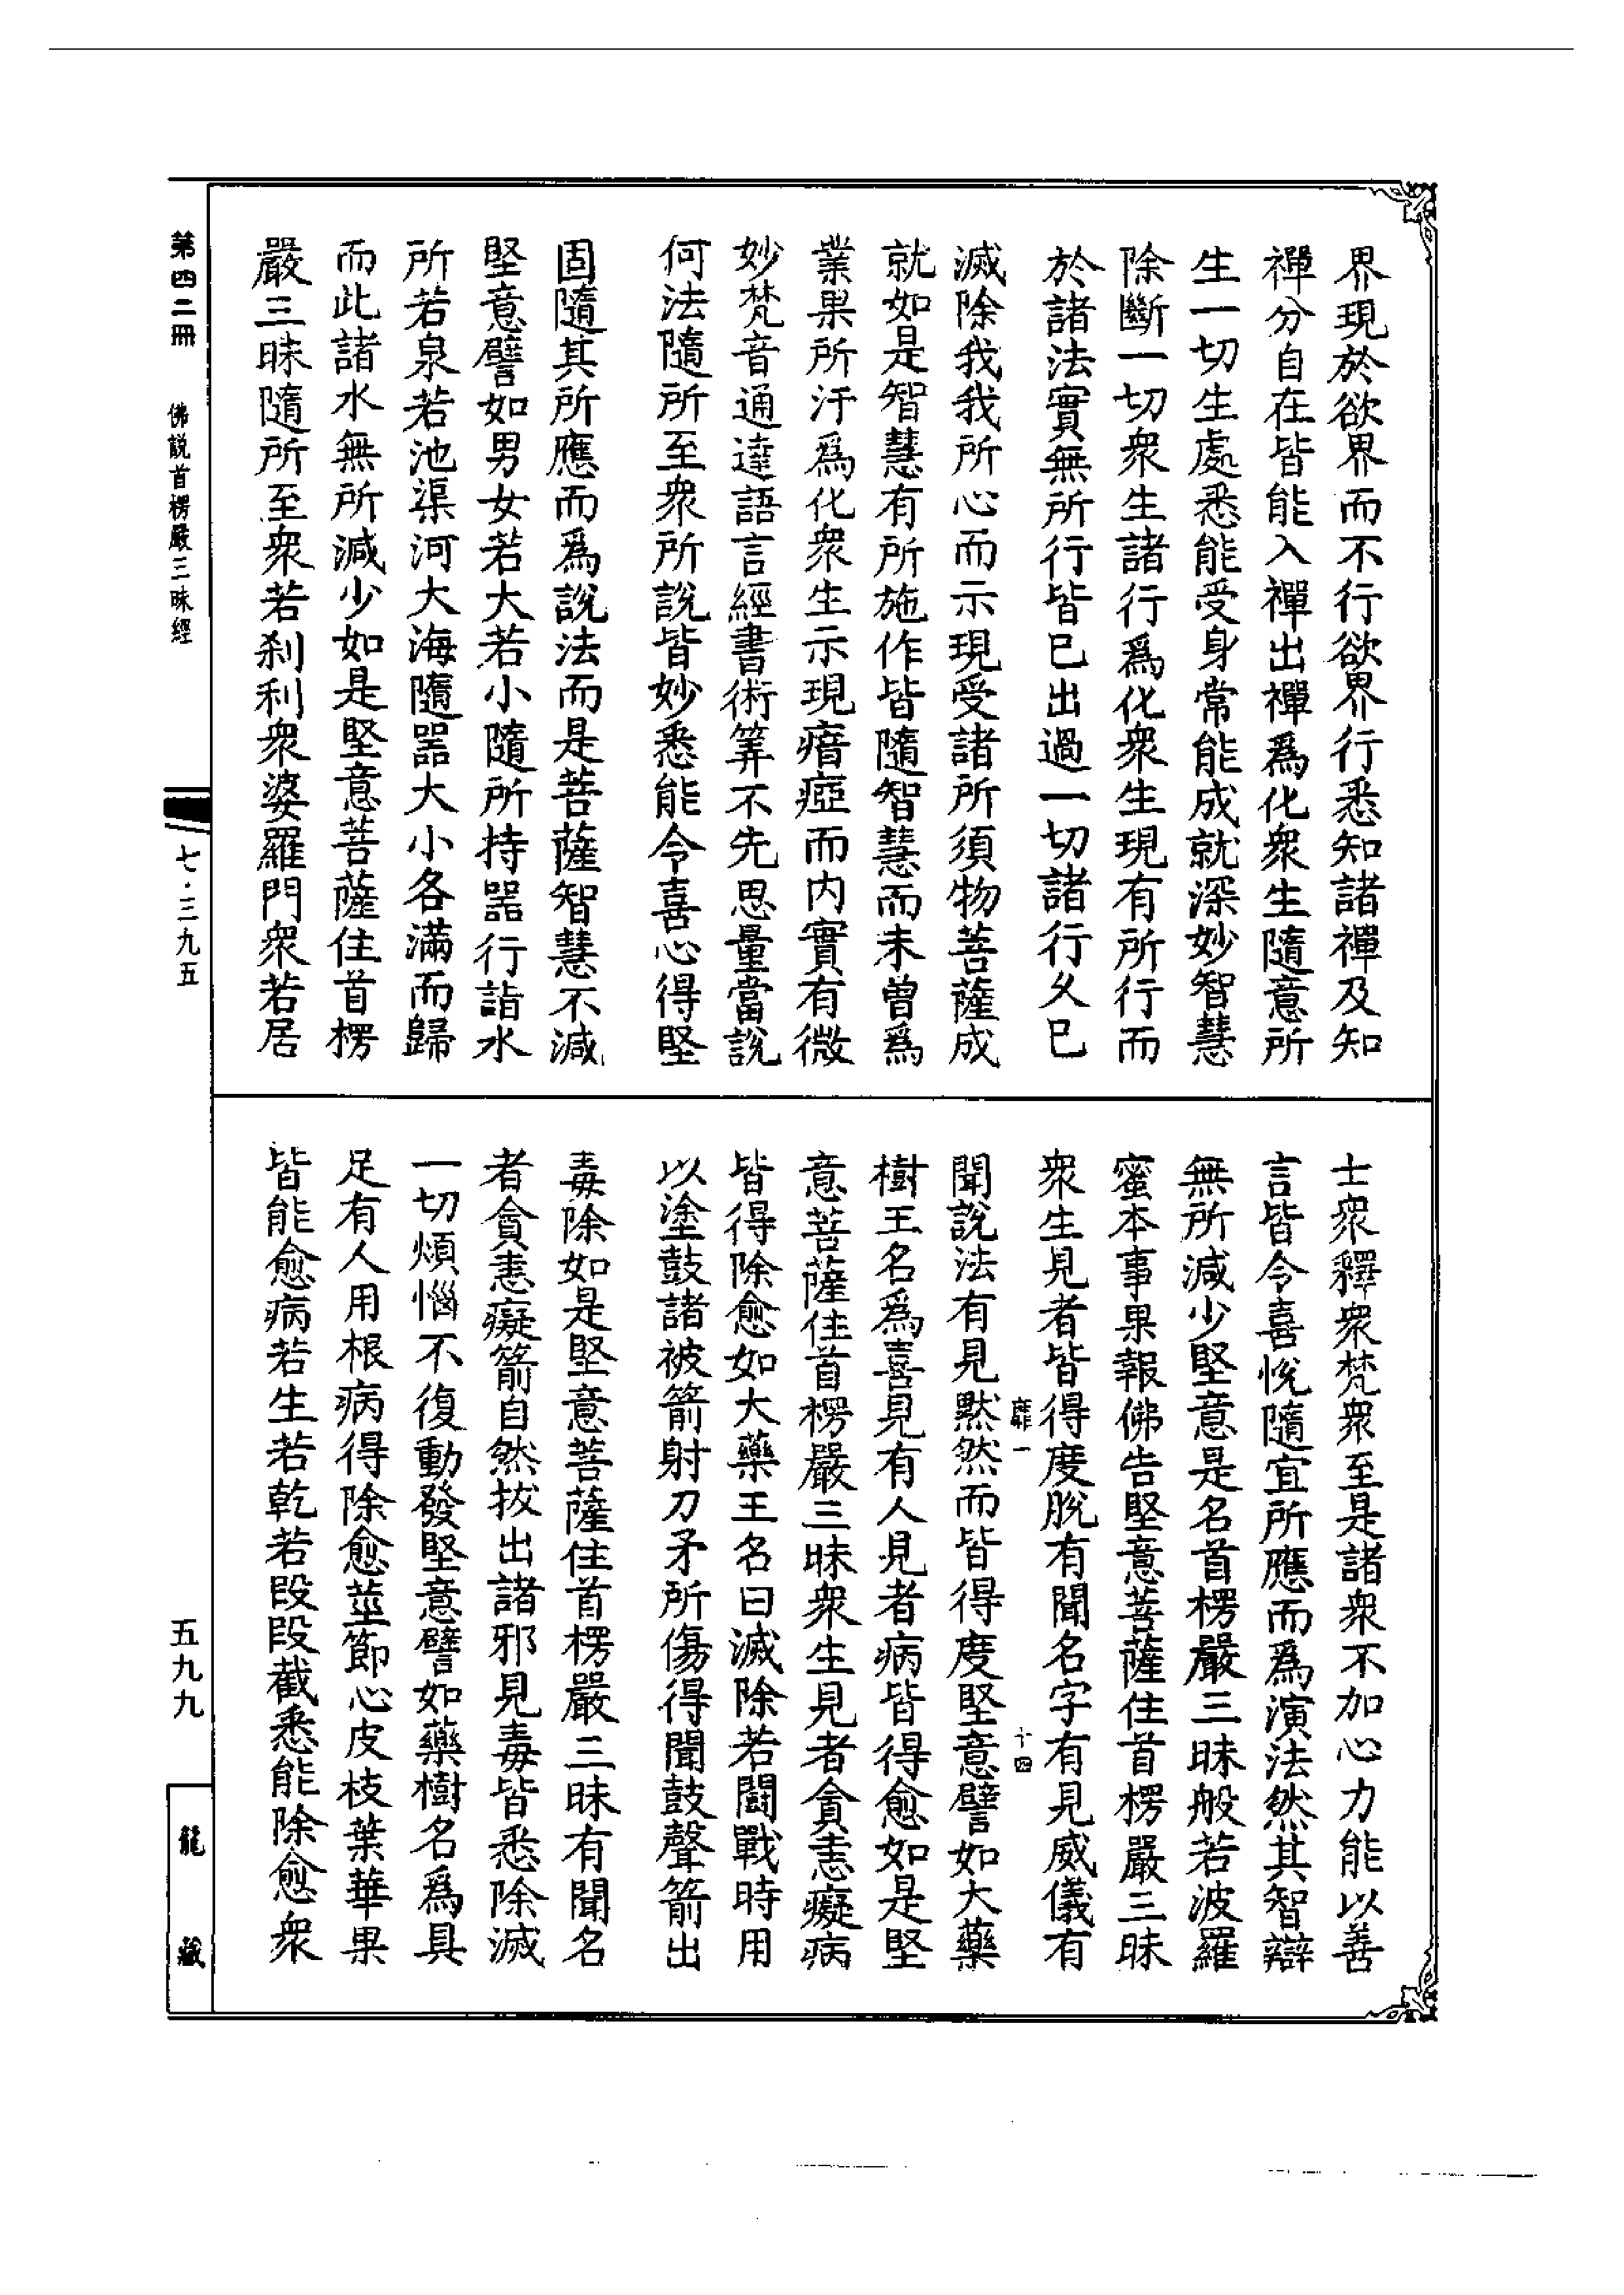 界現於欲界而不行欲界行悉知諸禪及知
禪分自在皆能入禪出禪爲化衆生隨意所
生一切生處悉能受身常能成就深妙智慧
除斷一切衆生諸行爲化衆生現有所行而
於諸法實無所行皆已出過一切諸行久已
滅除我我所心而示現受諸所須物菩薩成
就如是智慧有所施作皆隨智慧而未曾爲
業果所汙爲化衆生示現瘖瘂而内實有微
妙梵音通達語言經書術筭不先思量當說
何法隨所至衆所說皆妙悉能令喜心得堅
固隨其所應而爲說法而是菩薩智慧不減
堅意譬如男女若大若小隨所持噐行詣水
所若泉若池渠河大海隨噐大小各滿而歸
而此諸水無所減少如是堅意菩薩住首楞
嚴三昧隨所至衆若刹利衆婆羅門衆若居
士衆釋衆梵衆至是諸衆不加心力能以善
言皆令喜悅隨宜所應而爲演法然其智辯
無所減少堅意是名首楞嚴三昧般若波羅
蜜本事果報佛告堅意菩薩住首楞嚴三昧
衆生見者皆得度脫有聞名字有見威儀有
聞說法有見黙然而皆得度堅意譬如大藥
樹王名爲喜見有人見者病皆得愈如是堅
意菩薩住首楞嚴三昧衆生見者貪恚癡病
皆得除愈如大藥王名曰滅除若鬪戰時用
以塗鼓諸被箭射刀矛所傷得聞鼓聲箭出
毒除如是堅意菩薩住首楞嚴三昧有聞名
者貪恚癡箭自然拔出諸邪見毒皆悉除滅
一切煩惱不復動發堅意譬如藥樹名爲具
足有人用根病得除愈莖節心皮枝葉華果
皆能愈病若生若乾若段段截悉能除愈衆
一
十四
第四二冊
佛説首楞嚴三昧經
七·三九五
五九九
龍藏